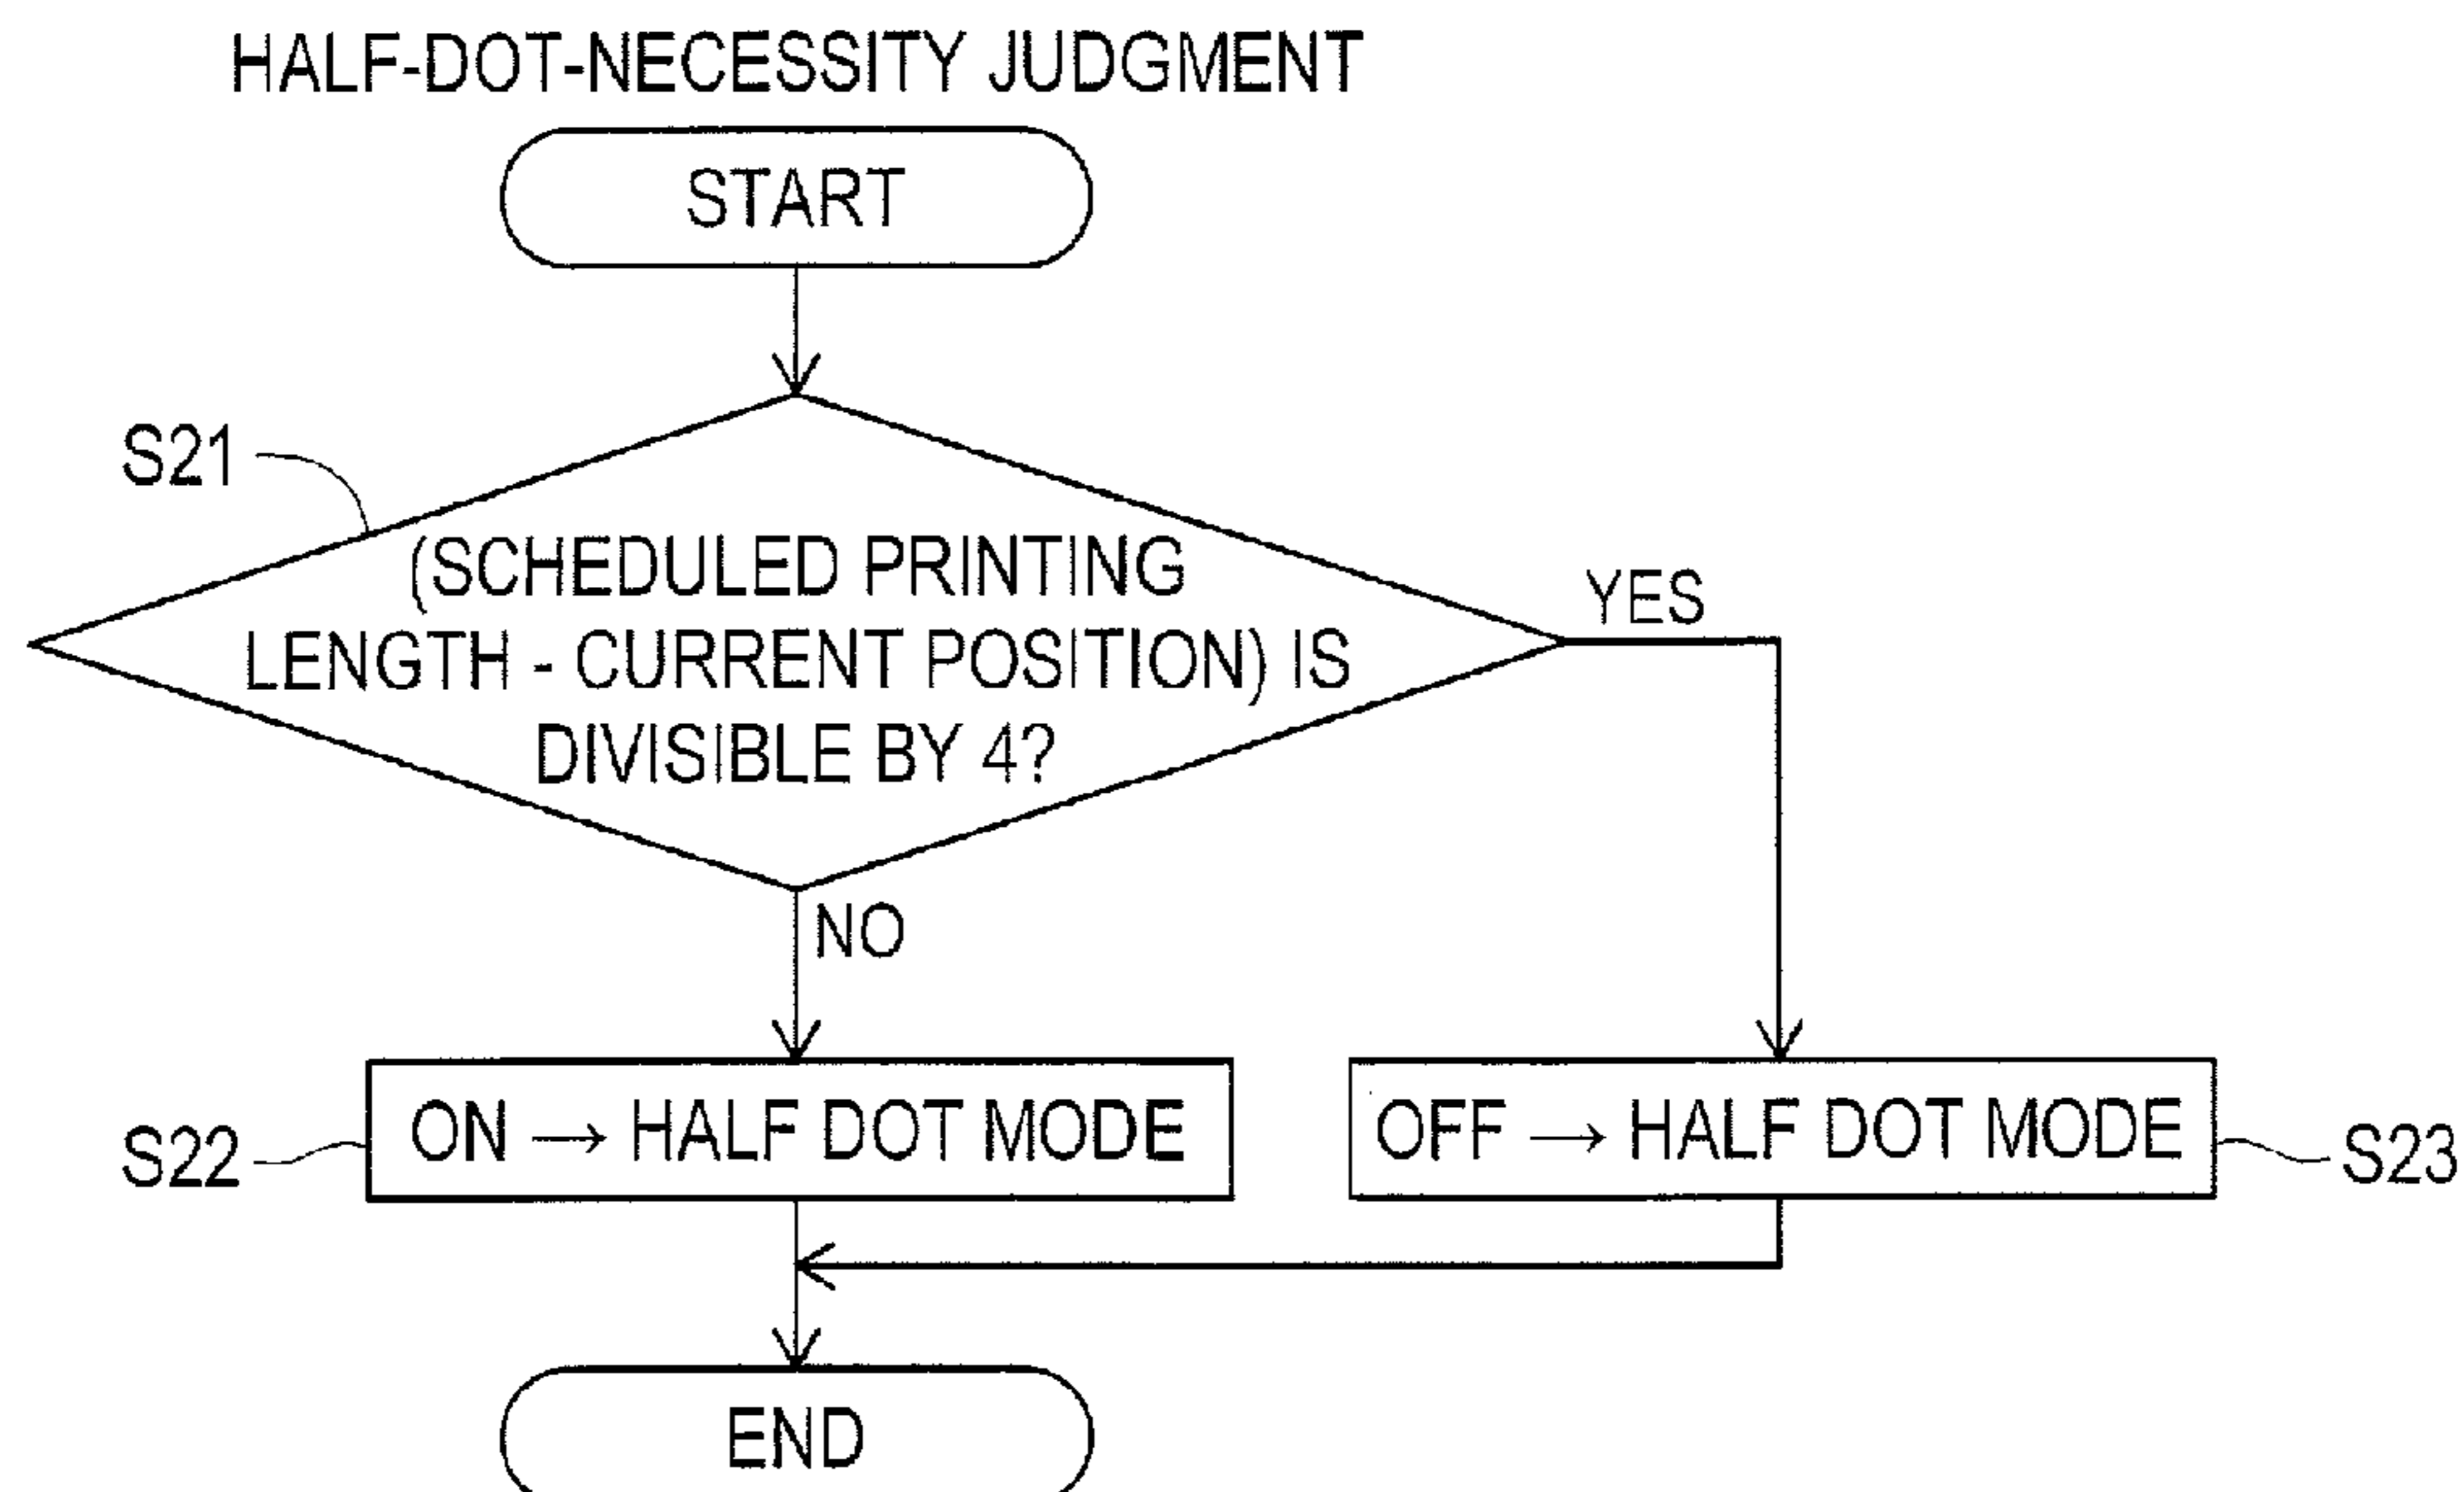 HALF-DOT-NECESSITY JUDGMENT
START
S21
(SCHEDULED PRINTING
LENGTH - CURRENT POSITION) IS
DIVISIBLE BY 4?
YES
NO
ON → HALF DOT MODE
OFF → HALF DOT MODE
S22
S23
END